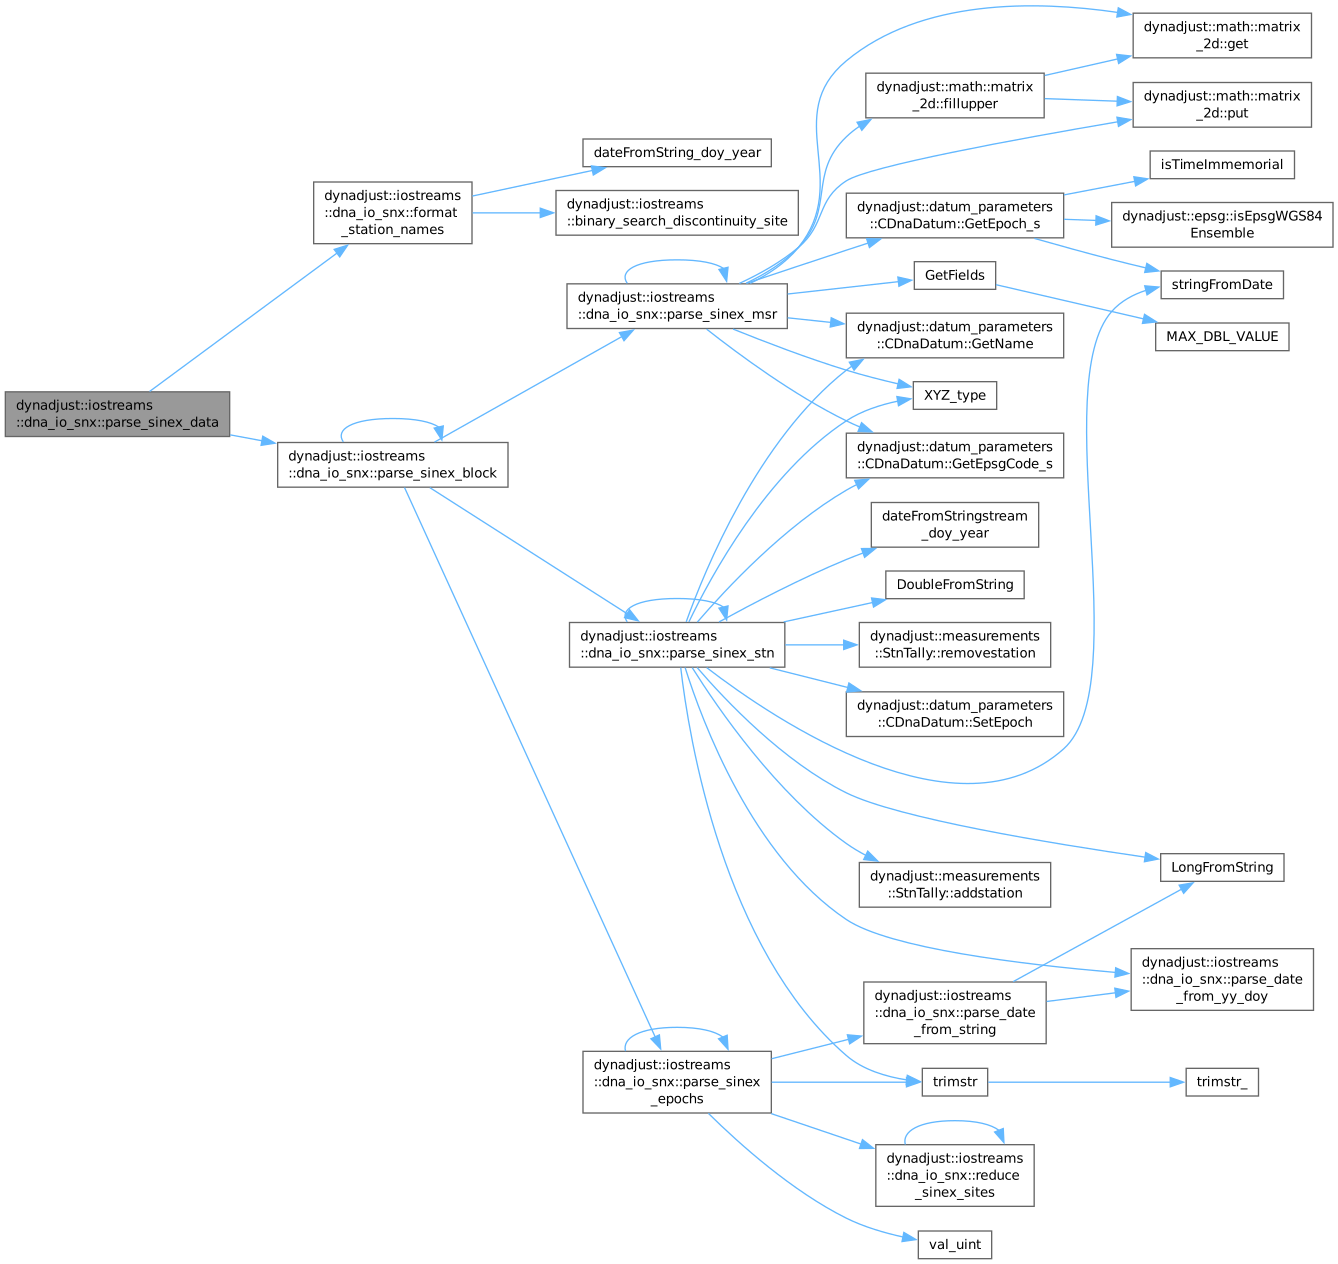 dynadjust::math::matrix
_2d::get
dynadjust::math::matrix
_2d::fillupper
dynadjust::math::matrix
_2d::put
dateFromString_doy_year
isTimeImmemorial
dynadjust::iostreams
::dna_io_snx::format
_station_names
dynadjust::iostreams
::binary_search_discontinuity_site
dynadjust::datum_parameters
::CDnaDatum::GetEpoch_s
dynadjust::epsg::isEpsgWGS84
Ensemble
GetFields
stringFromDate
dynadjust::iostreams
::dna_io_snx::parse_sinex_msr
dynadjust::datum_parameters
::CDnaDatum::GetName
MAX_DBL_VALUE
XYZ_type
dynadjust::iostreams
::dna_io_snx::parse_sinex_data
dynadjust::iostreams
::dna_io_snx::parse_sinex_block
dynadjust::datum_parameters
::CDnaDatum::GetEpsgCode_s
dateFromStringstream
_doy_year
DoubleFromString
dynadjust::iostreams
::dna_io_snx::parse_sinex_stn
dynadjust::measurements
::StnTally::removestation
dynadjust::datum_parameters
::CDnaDatum::SetEpoch
LongFromString
dynadjust::measurements
::StnTally::addstation
dynadjust::iostreams
::dna_io_snx::parse_date
_from_yy_doy
dynadjust::iostreams
::dna_io_snx::parse_date
_from_string
dynadjust::iostreams
::dna_io_snx::parse_sinex
_epochs
trimstr
trimstr_
dynadjust::iostreams
::dna_io_snx::reduce
_sinex_sites
val_uint